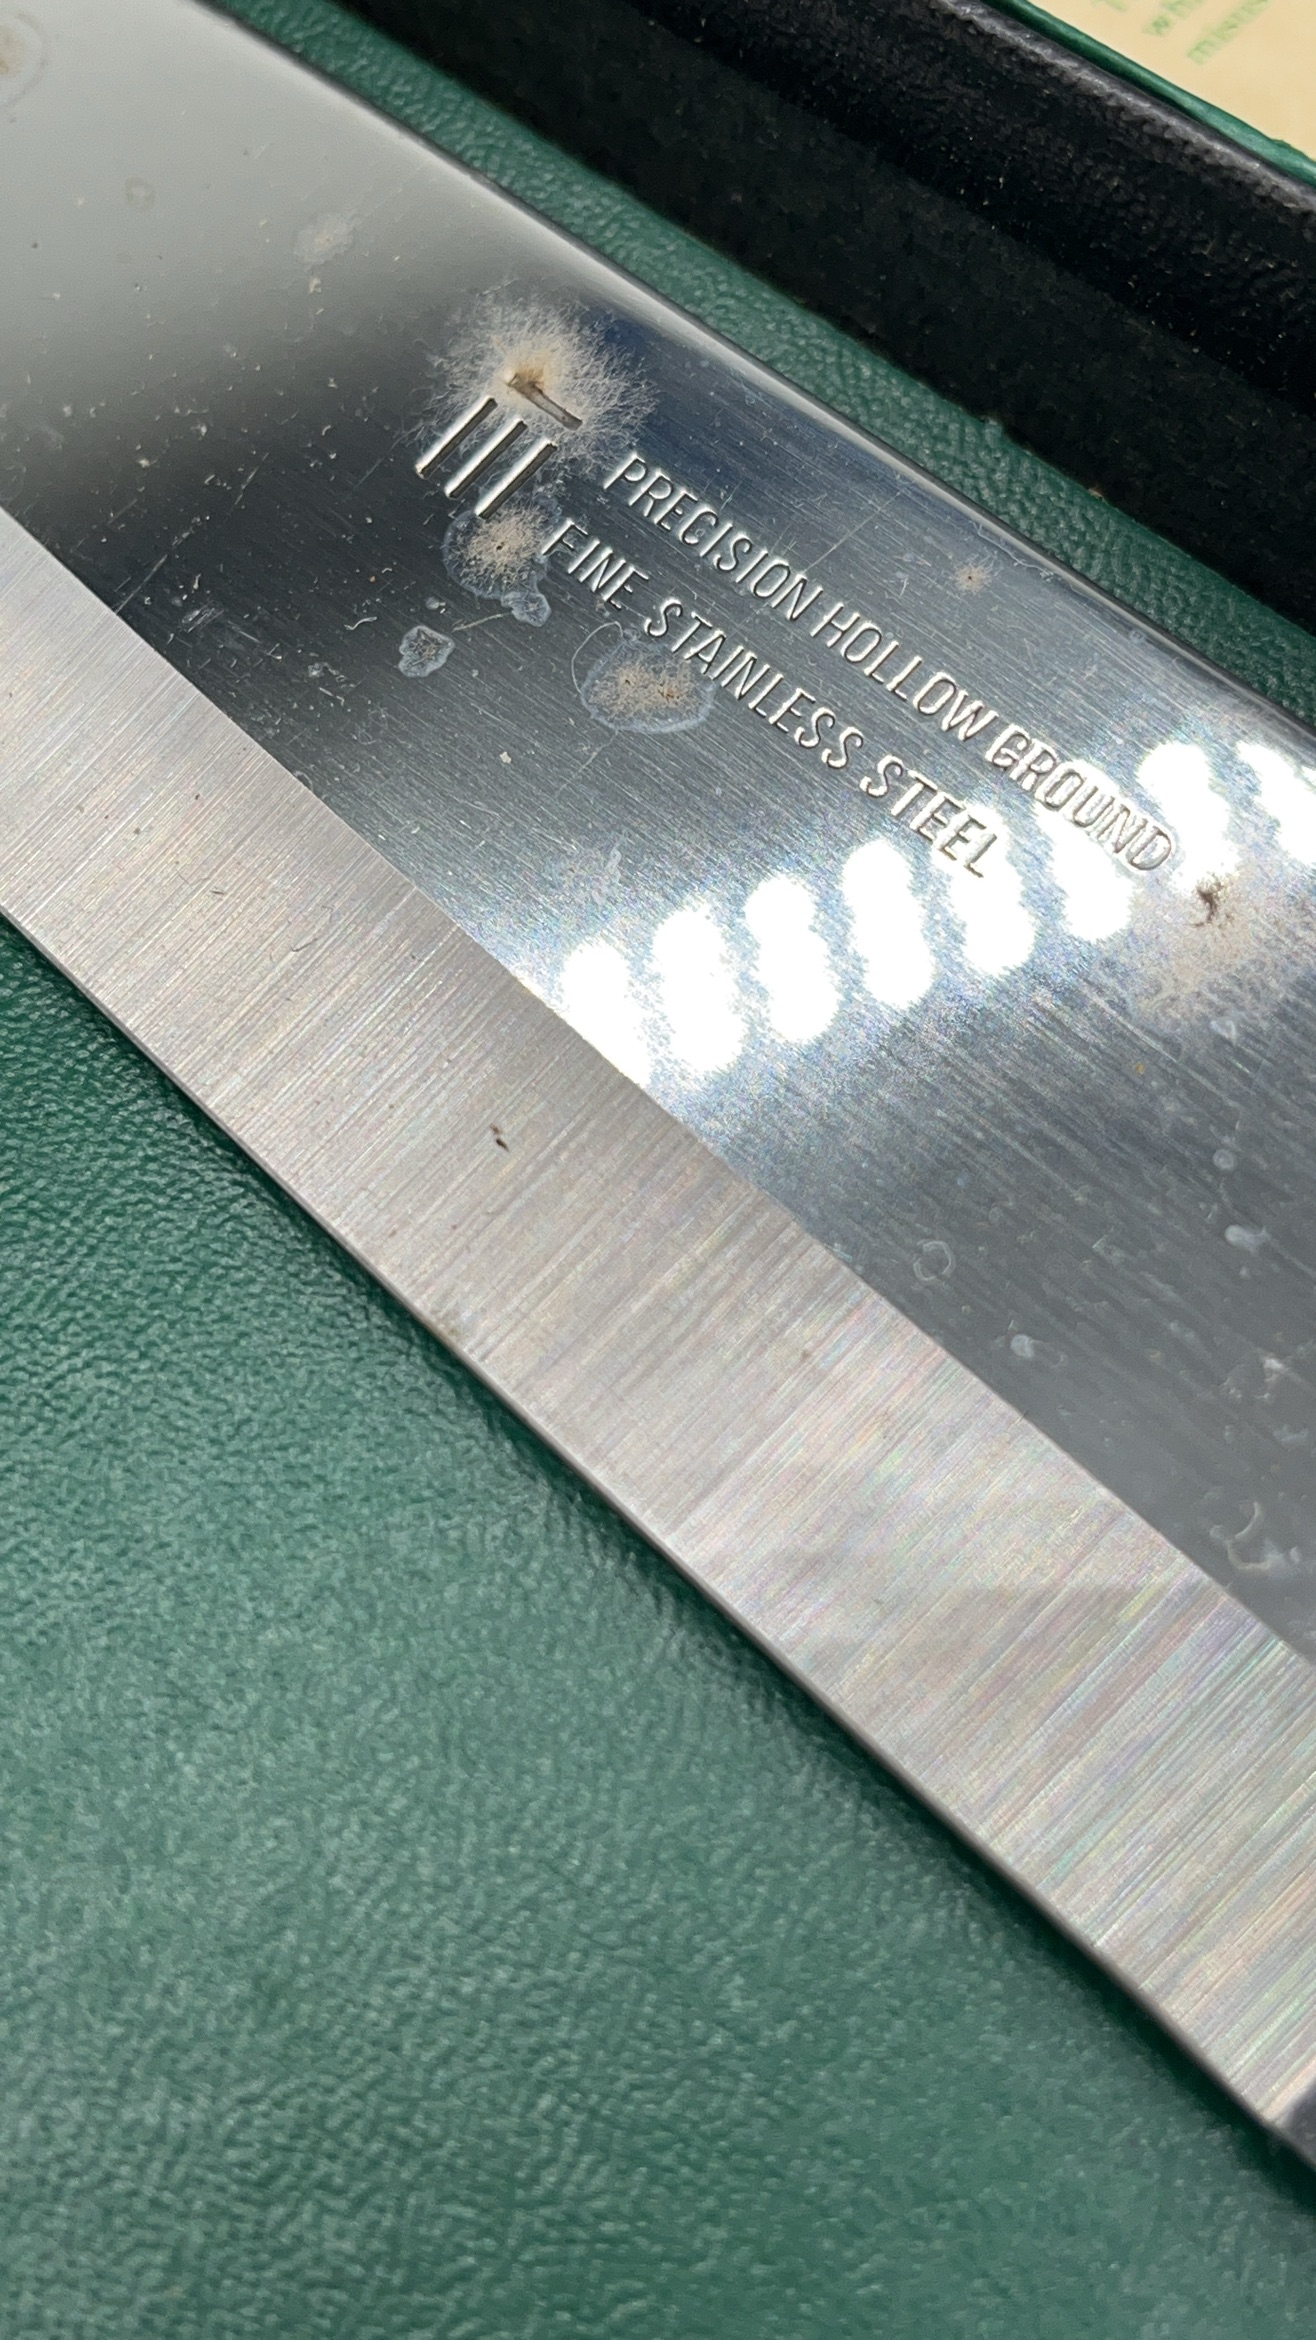 PRECISION HOLLOW GROUND
FINE STAINLESS STEEL